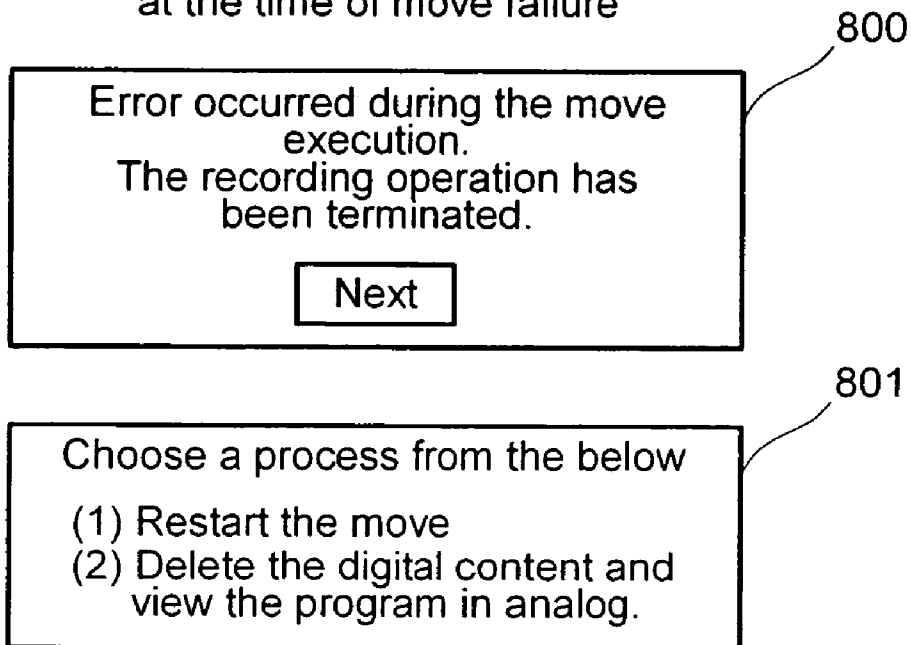 at the time of move failure
800
Error occurred during the move
execution.
The recording operation has
been terminated.
Next
801
Choose a process from the below
(1) Restart the move
(2) Delete the digital content and
view the program in analog.